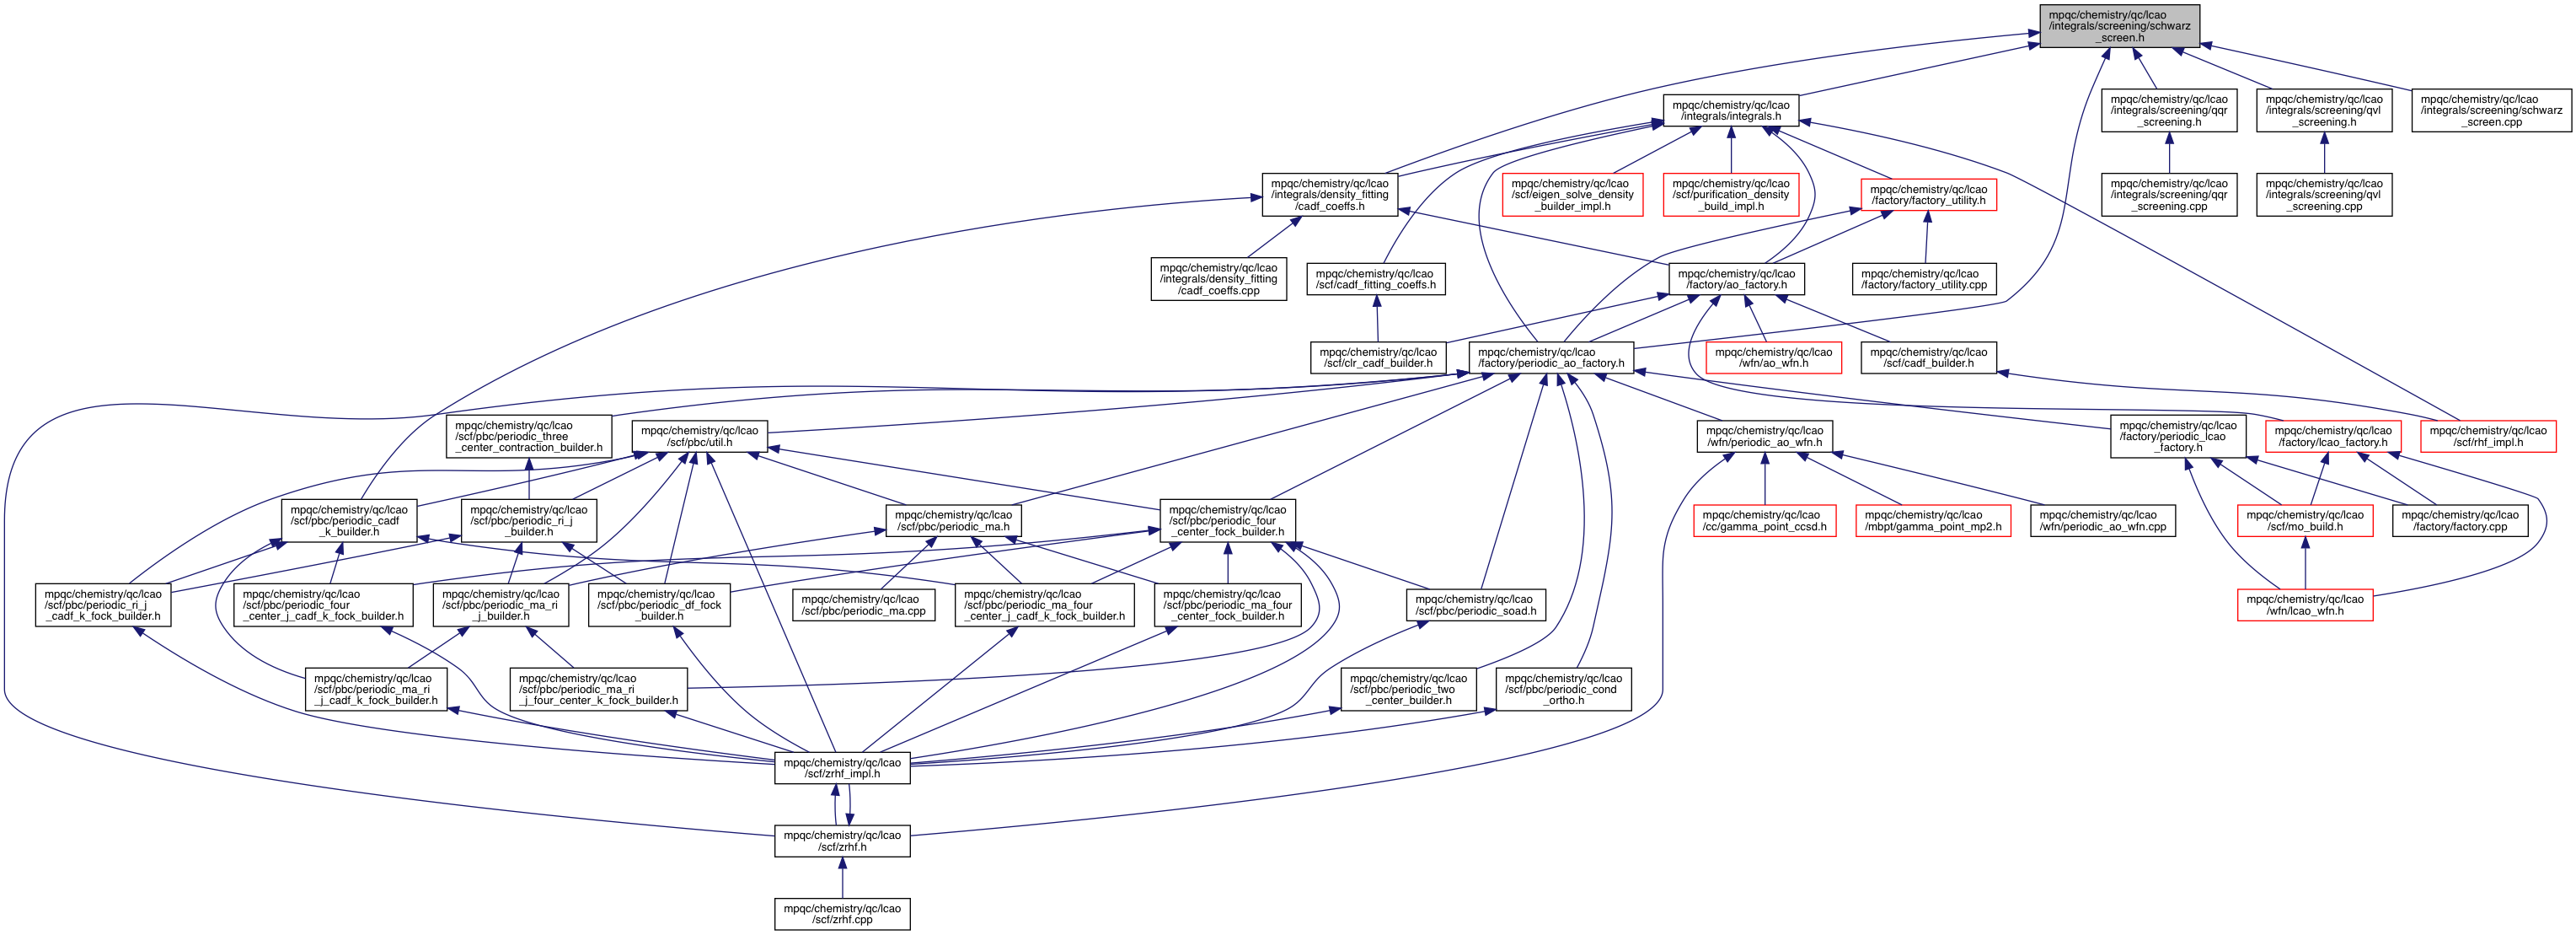 mpqc/chemistry/qc/lcao
/integrals/screening/schwarz
_screen.h
mpqc/chemistry/qc/lcao
/integrals/integrals.h
mpqc/chemistry/qc/lcao
/integrals/screening/qqr
_screening.h
mpqc/chemistry/qc/lcao
/integrals/screening/qvl
_screening.h
mpqc/chemistry/qc/lcao
/integrals/screening/schwarz
_screen.cpp
mpqc/chemistry/qc/lcao
/integrals/density_fitting
/cadf_coeffs.h
mpqc/chemistry/qc/lcao
/scf/eigen_solve_density
_builder_impl.h
mpqc/chemistry/qc/lcao
/scf/purification_density
_build_impl.h
mpqc/chemistry/qc/lcao
/factory/factory_utility.h
mpqc/chemistry/qc/lcao
/integrals/screening/qqr
_screening.cpp
mpqc/chemistry/qc/lcao
/integrals/screening/qvl
_screening.cpp
mpqc/chemistry/qc/lcao
/integrals/density_fitting
/cadf_coeffs.cpp
mpqc/chemistry/qc/lcao
/scf/cadf_fitting_coeffs.h
mpqc/chemistry/qc/lcao
/factory/ao_factory.h
mpqc/chemistry/qc/lcao
/factory/factory_utility.cpp
mpqc/chemistry/qc/lcao
/scf/clr_cadf_builder.h
mpqc/chemistry/qc/lcao
/factory/periodic_ao_factory.h
mpqc/chemistry/qc/lcao
/wfn/ao_wfn.h
mpqc/chemistry/qc/lcao
/scf/cadf_builder.h
mpqc/chemistry/qc/lcao
/scf/pbc/periodic_three
_center_contraction_builder.h
mpqc/chemistry/qc/lcao
/scf/pbc/util.h
mpqc/chemistry/qc/lcao
/wfn/periodic_ao_wfn.h
mpqc/chemistry/qc/lcao
/factory/periodic_lcao
_factory.h
mpqc/chemistry/qc/lcao
/factory/lcao_factory.h
mpqc/chemistry/qc/lcao
/scf/rhf_impl.h
mpqc/chemistry/qc/lcao
/scf/pbc/periodic_cadf
_k_builder.h
mpqc/chemistry/qc/lcao
/scf/pbc/periodic_ri_j
_builder.h
mpqc/chemistry/qc/lcao
/scf/pbc/periodic_ma.h
mpqc/chemistry/qc/lcao
/scf/pbc/periodic_four
_center_fock_builder.h
mpqc/chemistry/qc/lcao
/cc/gamma_point_ccsd.h
mpqc/chemistry/qc/lcao
/mbpt/gamma_point_mp2.h
mpqc/chemistry/qc/lcao
/wfn/periodic_ao_wfn.cpp
mpqc/chemistry/qc/lcao
/scf/mo_build.h
mpqc/chemistry/qc/lcao
/factory/factory.cpp
mpqc/chemistry/qc/lcao
/scf/pbc/periodic_ri_j
_cadf_k_fock_builder.h
mpqc/chemistry/qc/lcao
/scf/pbc/periodic_four
_center_j_cadf_k_fock_builder.h
mpqc/chemistry/qc/lcao
/scf/pbc/periodic_ma_ri
_j_builder.h
mpqc/chemistry/qc/lcao
/scf/pbc/periodic_df_fock
_builder.h
mpqc/chemistry/qc/lcao
/scf/pbc/periodic_ma.cpp
mpqc/chemistry/qc/lcao
/scf/pbc/periodic_ma_four
_center_j_cadf_k_fock_builder.h
mpqc/chemistry/qc/lcao
/scf/pbc/periodic_ma_four
_center_fock_builder.h
mpqc/chemistry/qc/lcao
/scf/pbc/periodic_soad.h
mpqc/chemistry/qc/lcao
/wfn/lcao_wfn.h
mpqc/chemistry/qc/lcao
/scf/pbc/periodic_ma_ri
_j_cadf_k_fock_builder.h
mpqc/chemistry/qc/lcao
/scf/pbc/periodic_ma_ri
_j_four_center_k_fock_builder.h
mpqc/chemistry/qc/lcao
/scf/pbc/periodic_two
_center_builder.h
mpqc/chemistry/qc/lcao
/scf/pbc/periodic_cond
_ortho.h
mpqc/chemistry/qc/lcao
/scf/zrhf_impl.h
mpqc/chemistry/qc/lcao
/scf/zrhf.h
mpqc/chemistry/qc/lcao
/scf/zrhf.cpp